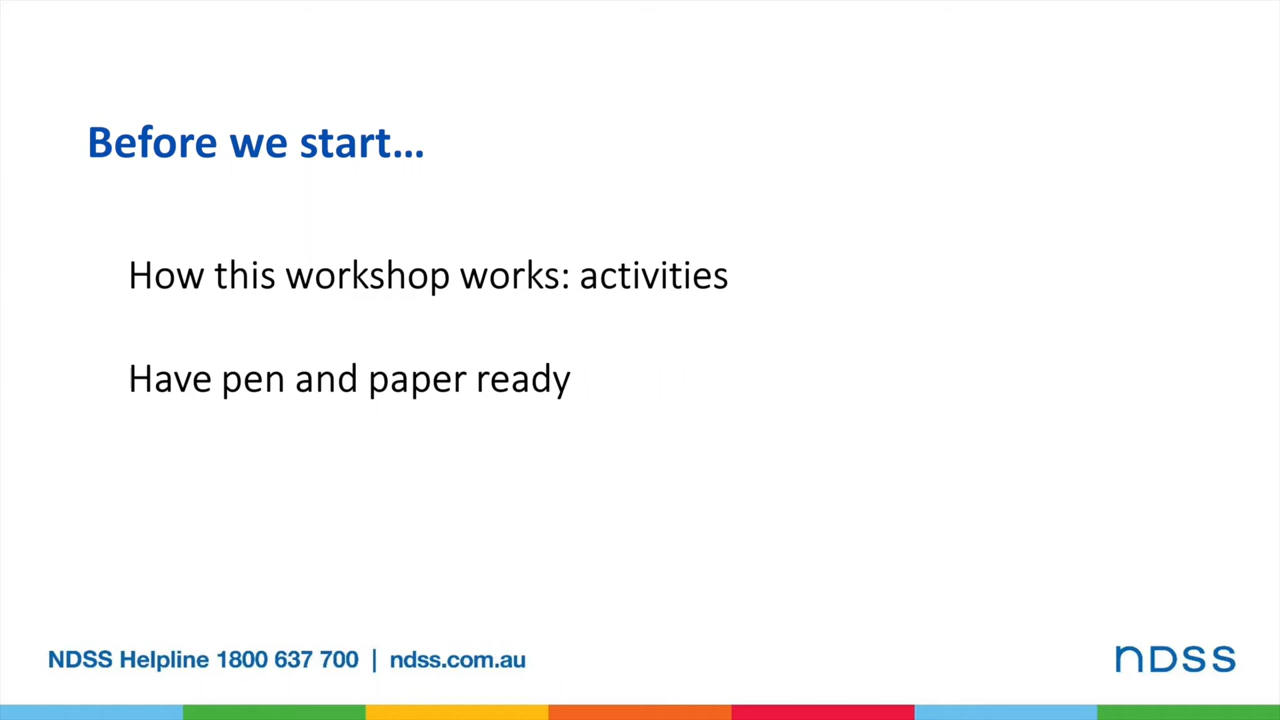 Before we start...
How this workshop works: activities
Have pen and paper ready
NDSS Helpline 1800 637 700 | ndss.com.au
NDSS